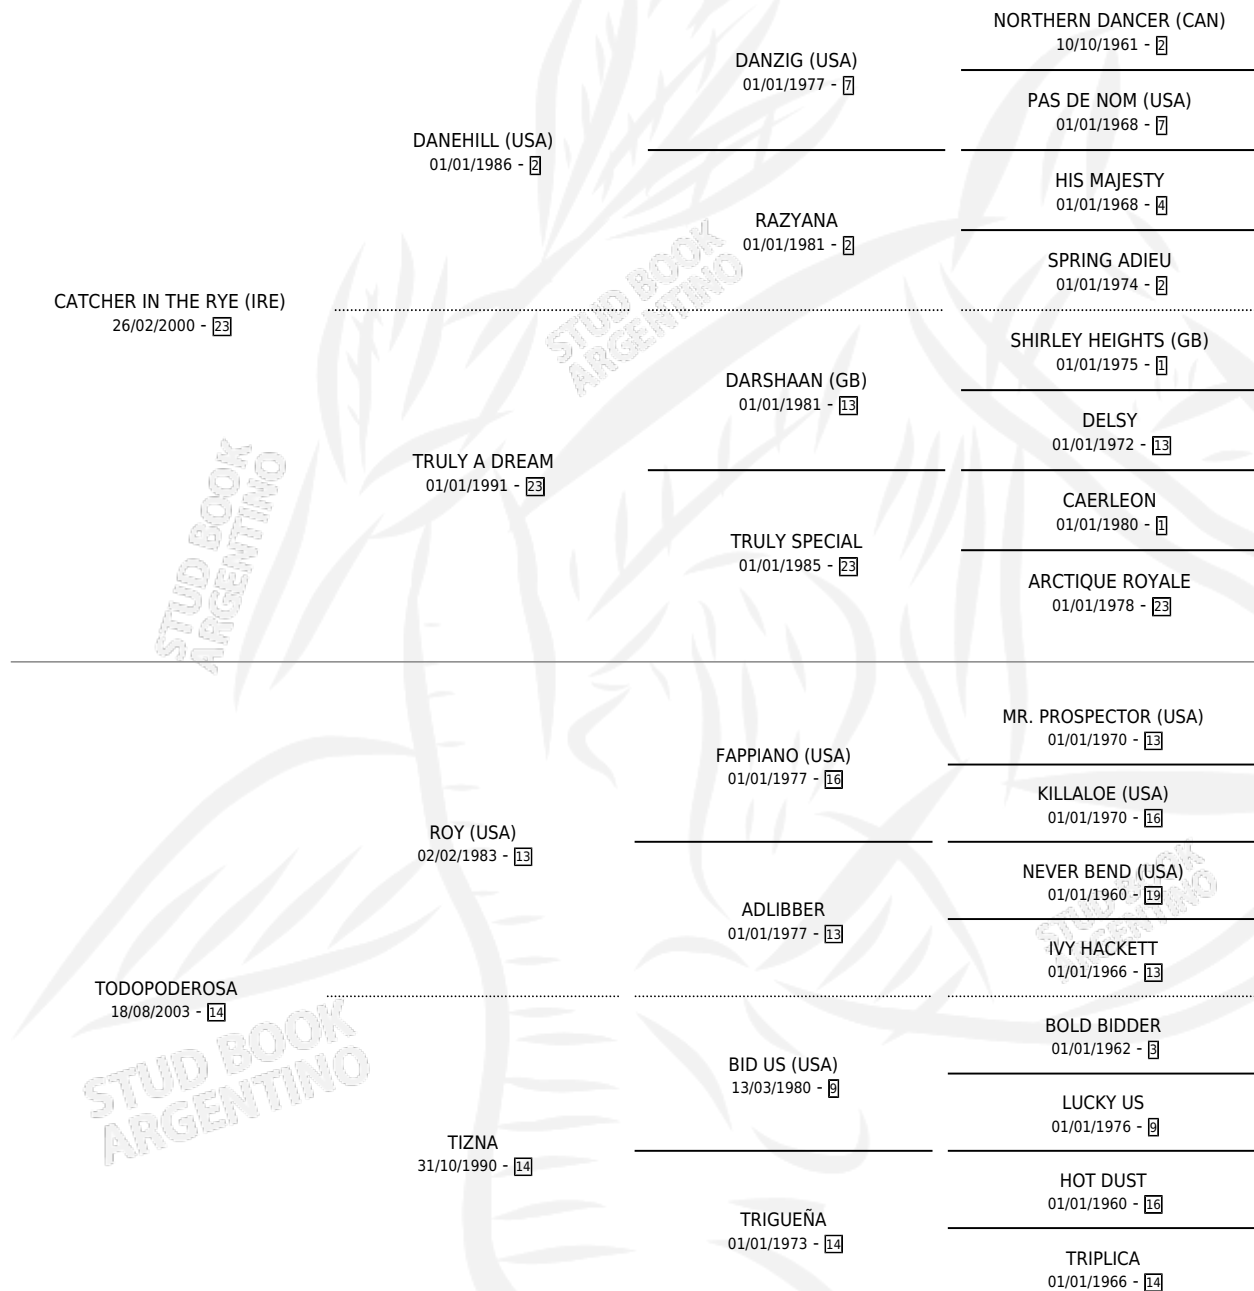 NORTHERN DANCER (CAN)
10/10/1961 - 2
DANZIG (USA)
01/01/1977 - 7
PAS DE NOM (USA)
01/01/1968 - 7
DANEHILL (USA)
01/01/1986 - 2
HIS MAJESTY
01/01/1968 - 4
RAZYANA
01/01/1981 - 2
SPRING ADIEU
01/01/1974 - 2
CATCHER IN THE RYE (IRE)
26/02/2000 - 23
SHIRLEY HEIGHTS (GB)
01/01/1975 - 1
DARSHAAN (GB)
01/01/1981 - 13
DELSY
01/01/1972 - 13
TRULY A DREAM
01/01/1991 - 23
CAERLEON
01/01/1980 - 1
TRULY SPECIAL
01/01/1985 - 23
ARCTIQUE ROYALE
01/01/1978 - 23
MR. PROSPECTOR (USA)
01/01/1970 - 13
FAPPIANO (USA)
01/01/1977 - 16
KILLALOE (USA)
01/01/1970 - 16
ROY (USA)
02/02/1983 - 13
NEVER BEND (USA)
01/01/1960 - 19
ADLIBBER
01/01/1977 - 13
IVY HACKETT
01/01/1966 - 13
TODOPODEROSA
18/08/2003 - 14
BOLD BIDDER
01/01/1962 - 3
BID US (USA)
13/03/1980 - 9
LUCKY US
01/01/1976 - 9
TIZNA
31/10/1990 - 14
HOT DUST
01/01/1960 - 16
TRIGUEÑA
01/01/1973 - 14
TRIPLICA
01/01/1966 - 14
STUD BOOK
ARGENTINO
STUD BOOK
ARGENTINO
STUD BOOK
ARGENTINO
STUD BOOK
ARGENTINO